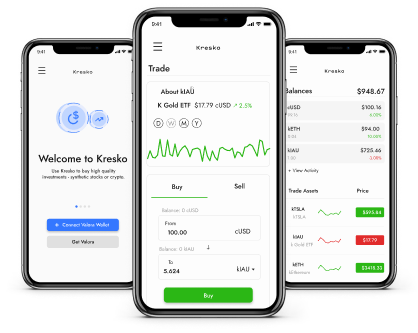 9:41
Kresko
Welcome to Kresko
Use Kresko to buy high quality
investments - synthetic stocks or crypto.
Connect Valora Wallet
Get Valora
9:41
Kresko
Trade
About kIAU
K Gold ETF $17.79 cUSD 2.5%
D W M Y
Buy Sell
Balance: 0 cUSD
From
100.00 cUSD
Balance: 0 kIAU
To
5.624 kIAU
Buy
9:41
Kresko
Balances $948.67
cUSD $100.16
kETH $94.00
kIAU $725.46
View Activity
Trade Assets Price
kTSLA
kTSLA
kIAU $17.79
K Gold ETF
kETH $3418.33